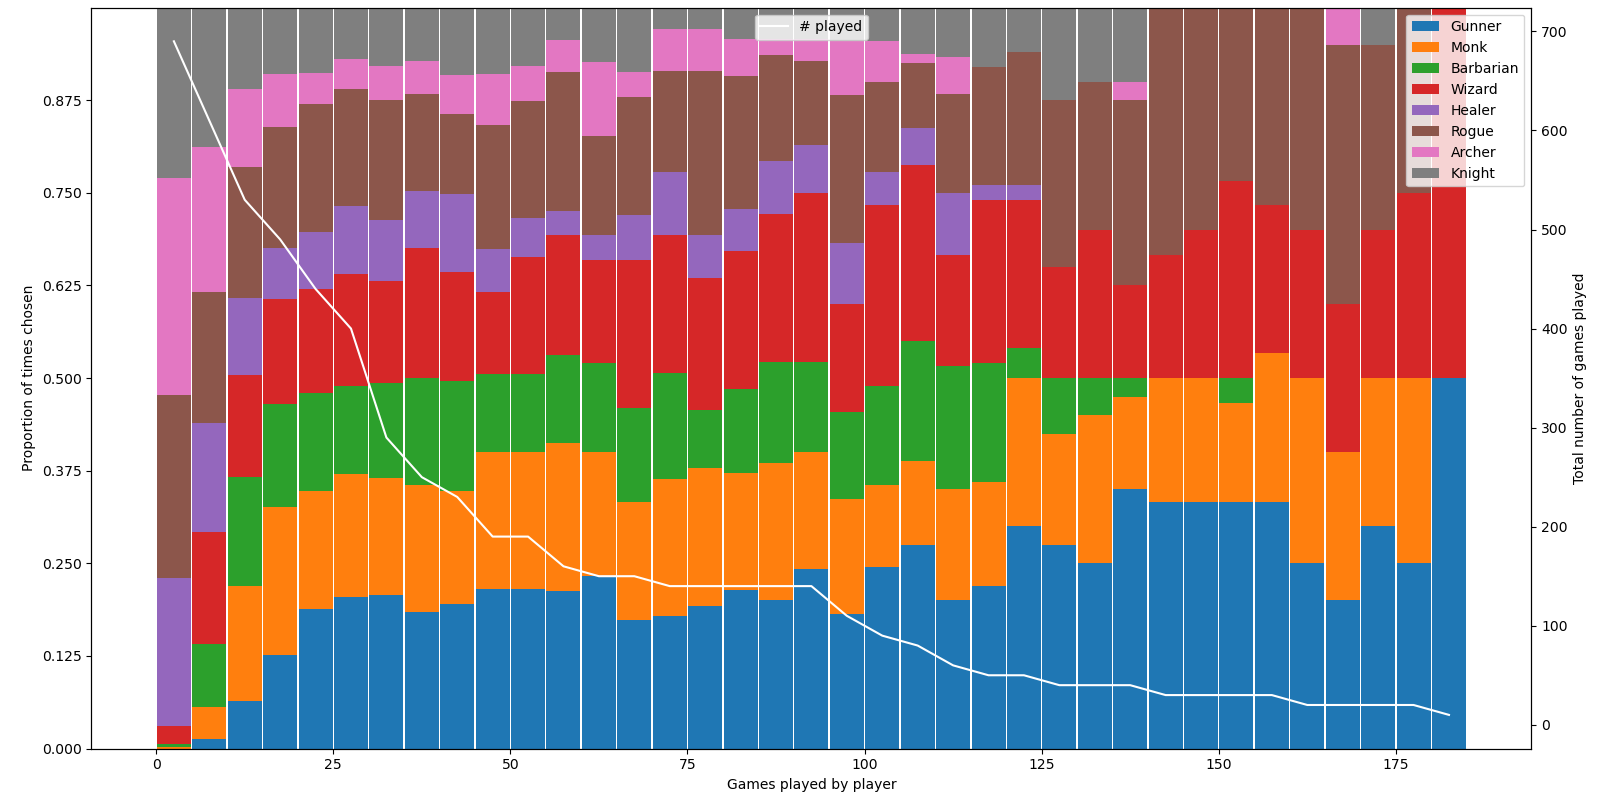 # played
Gunner
Monk
Barbarian
Wizard
Healer
Rogue
Archer
Knight
Proportion of times chosen
0.875
0.750
0.625
0.500
0.375
0.250
0.125
0.000
700
600
500
400
300
200
100
0
Total number of games played
0 25 50 75 100 125 150 175
Games played by player